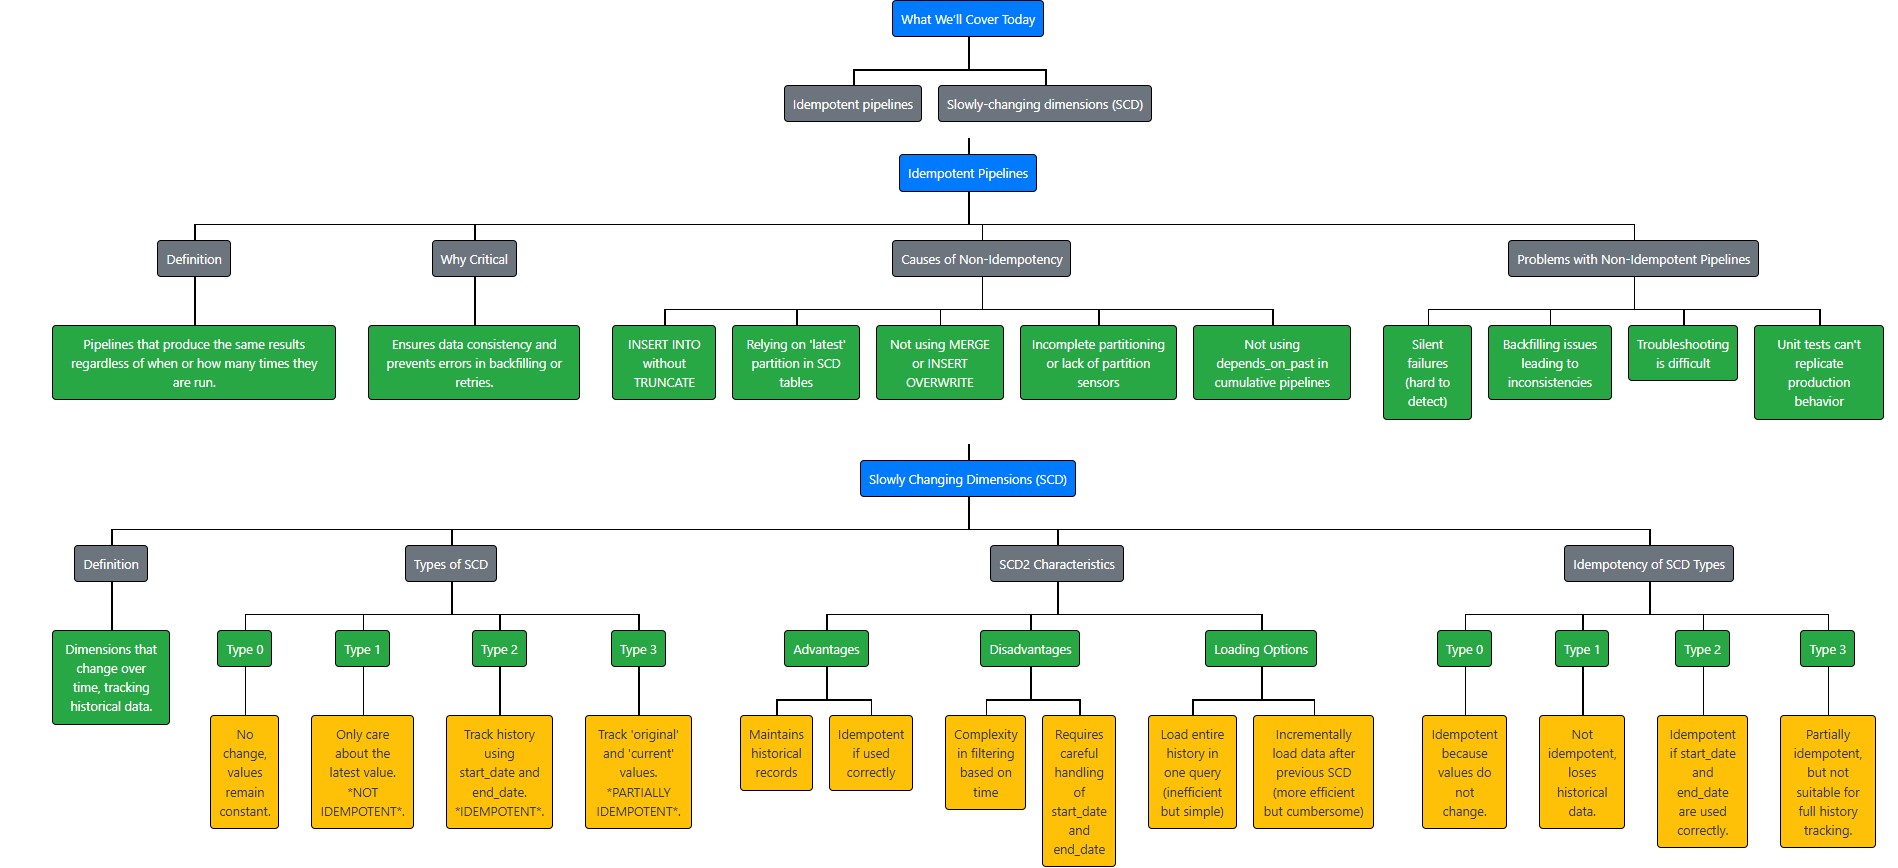 What We'll Cover Today
Idempotent pipelines
Slowly-changing dimensions (SCD)
Idempotent Pipelines
Definition
Why Critical
Causes of Non-Idempotency
Problems with Non-Idempotent Pipelines
Pipelines that produce the same results
regardless of when or how many times they
are run.
Ensures data consistency and
prevents errors in backfilling or
retries.
INSERT INTO
without
TRUNCATE
Relying on 'latest'
partition in SCD
tables
Not using MERGE
or INSERT
OVERWRITE
Incomplete partitioning
or lack of partition
sensors
Not using
depends_on_past in
cumulative pipelines
Silent
failures
(hard to
detect)
Backfilling issues
leading to
inconsistencies
Troubleshooting
is difficult
Unit tests can't
replicate
production
behavior
Slowly Changing Dimensions (SCD)
Definition
Types of SCD
SCD2 Characteristics
Idempotency of SCD Types
Dimensions that
change over
time, tracking
historical data.
Type 0
Type 1
Type 2
Type 3
Advantages
Disadvantages
Loading Options
Type 0
Type 1
Type 2
Type 3
No
change,
values
remain
constant.
Only care
about the
latest value.
*NOT
IDEMPOTENT*.
Track history
using
start_date and
end_date.
*IDEMPOTENT*.
Track 'original'
and 'current'
values.
*PARTIALLY
IDEMPOTENT*.
Maintains
historical
records
Idempotent
if used
correctly
Complexity
in filtering
based on
time
Requires
careful
handling
of
start_date
and
end_date
Load entire
history in
one query
(inefficient
but simple)
Incrementally
load data after
previous SCD
(more efficient
but cumbersome)
Idempotent
because
values do
not
change.
Not
idempotent,
loses
historical
data.
Idempotent
if start_date
and
end_date
are used
correctly.
Partially
idempotent,
but not
suitable for
full history
tracking.